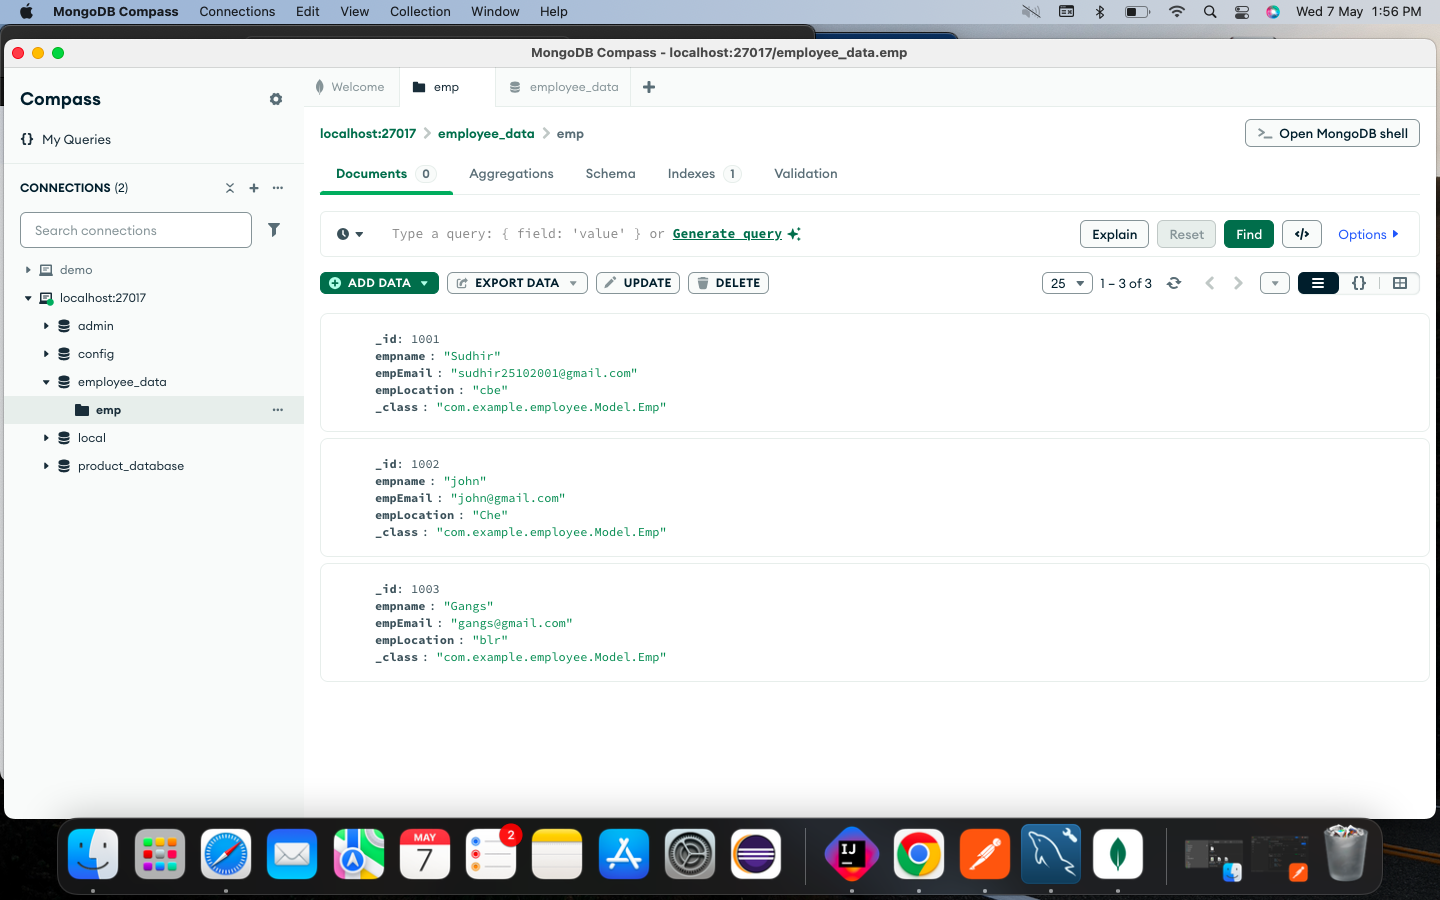 MongoDB Compass Connections Edit View Collection Window Help Wed 7 May 1:56 PM
MongoDB Compass - localhost:27017/employee_data.emp
Compass
{} My Queries
CONNECTIONS (2)
Search connections
demo
localhost:27017
admin
config
employee_data
emp
local
product_database
Welcome emp employee_data
localhost:27017 employee_data emp
>_ Open MongoDB shell
Documents 0 Aggregations Schema Indexes 1 Validation
Type a query: { field: 'value' } or Generate query
Explain Reset Find </> Options
ADD DATA EXPORT DATA UPDATE DELETE
25 1 – 3 of 3 {}
_id: 1001
empname : "Sudhir"
empEmail : "sudhir25102001@gmail.com"
empLocation : "cbe"
_class : "com.example.employee.Model.Emp"
_id: 1002
empname : "john"
empEmail : "john@gmail.com"
empLocation : "Che"
_class : "com.example.employee.Model.Emp"
_id: 1003
empname : "Gangs"
empEmail : "gangs@gmail.com"
empLocation : "blr"
_class : "com.example.employee.Model.Emp"
MAY
7
2
IJ